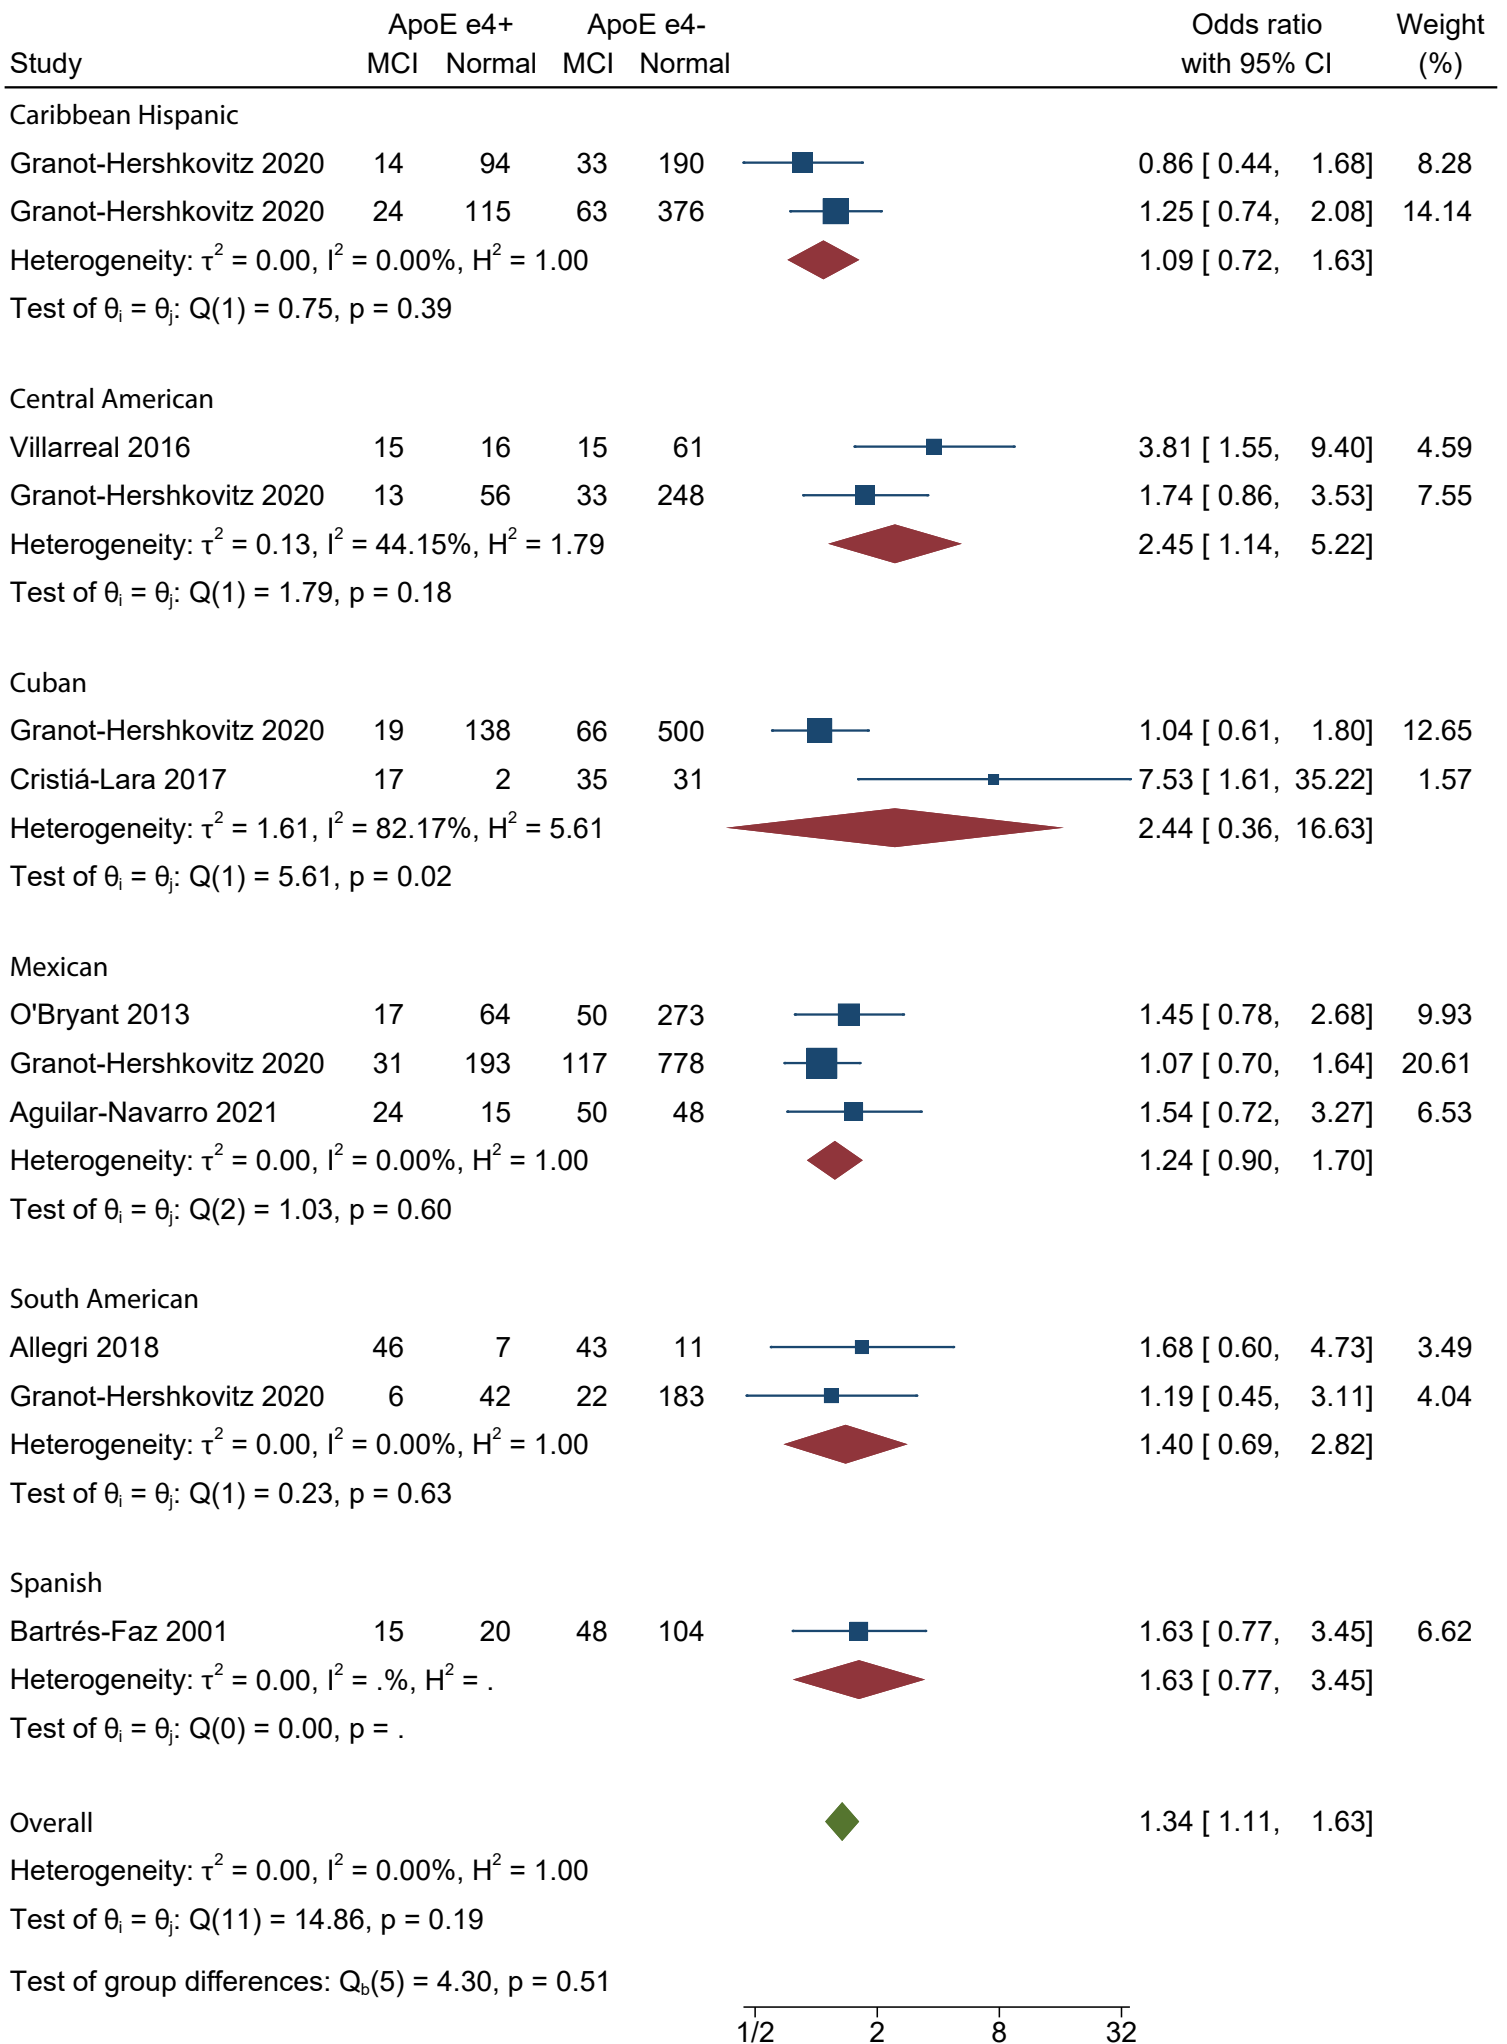 ApoE e4+ ApoE e4- Odds ratio Weight
Study MCI Normal MCI Normal with 95% CI (%)
Caribbean Hispanic
Granot-Hershkovitz 2020 14 94 33 190 0.86 [ 0.44, 1.68] 8.28
Granot-Hershkovitz 2020 24 115 63 376 1.25 [ 0.74, 2.08] 14.14
Heterogeneity: τ² = 0.00, I² = 0.00%, H² = 1.00 1.09 [ 0.72, 1.63]
Test of θᵢ = θⱼ: Q(1) = 0.75, p = 0.39
Central American
Villarreal 2016 15 16 15 61 3.81 [ 1.55, 9.40] 4.59
Granot-Hershkovitz 2020 13 56 33 248 1.74 [ 0.86, 3.53] 7.55
Heterogeneity: τ² = 0.13, I² = 44.15%, H² = 1.79 2.45 [ 1.14, 5.22]
Test of θᵢ = θⱼ: Q(1) = 1.79, p = 0.18
Cuban
Granot-Hershkovitz 2020 19 138 66 500 1.04 [ 0.61, 1.80] 12.65
Cristiá-Lara 2017 17 2 35 31 7.53 [ 1.61, 35.22] 1.57
Heterogeneity: τ² = 1.61, I² = 82.17%, H² = 5.61 2.44 [ 0.36, 16.63]
Test of θᵢ = θⱼ: Q(1) = 5.61, p = 0.02
Mexican
O'Bryant 2013 17 64 50 273 1.45 [ 0.78, 2.68] 9.93
Granot-Hershkovitz 2020 31 193 117 778 1.07 [ 0.70, 1.64] 20.61
Aguilar-Navarro 2021 24 15 50 48 1.54 [ 0.72, 3.27] 6.53
Heterogeneity: τ² = 0.00, I² = 0.00%, H² = 1.00 1.24 [ 0.90, 1.70]
Test of θᵢ = θⱼ: Q(2) = 1.03, p = 0.60
South American
Allegri 2018 46 7 43 11 1.68 [ 0.60, 4.73] 3.49
Granot-Hershkovitz 2020 6 42 22 183 1.19 [ 0.45, 3.11] 4.04
Heterogeneity: τ² = 0.00, I² = 0.00%, H² = 1.00 1.40 [ 0.69, 2.82]
Test of θᵢ = θⱼ: Q(1) = 0.23, p = 0.63
Spanish
Bartrés-Faz 2001 15 20 48 104 1.63 [ 0.77, 3.45] 6.62
Heterogeneity: τ² = 0.00, I² = .%, H² = . 1.63 [ 0.77, 3.45]
Test of θᵢ = θⱼ: Q(0) = 0.00, p = .
Overall 1.34 [ 1.11, 1.63]
Heterogeneity: τ² = 0.00, I² = 0.00%, H² = 1.00
Test of θᵢ = θⱼ: Q(11) = 14.86, p = 0.19
Test of group differences: Q_b(5) = 4.30, p = 0.51
1/2 2 8 32